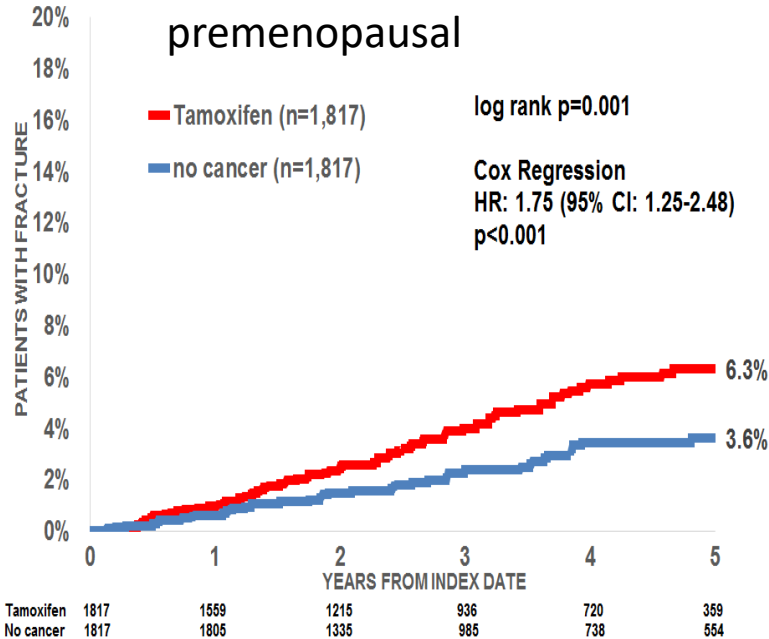 premenopausal
20%
18%
16%
14%
12%
10%
8%
6%
4%
2%
0%
PATIENTS WITH FRACTURE
Tamoxifen (n=1,817)
no cancer (n=1,817)
log rank p=0.001
Cox Regression
HR: 1.75 (95% CI: 1.25-2.48)
p<0.001
6.3%
3.6%
0 1 2 3 4 5
YEARS FROM INDEX DATE
Tamoxifen 1817 1559 1215 936 720 359
No cancer 1817 1805 1335 985 738 554